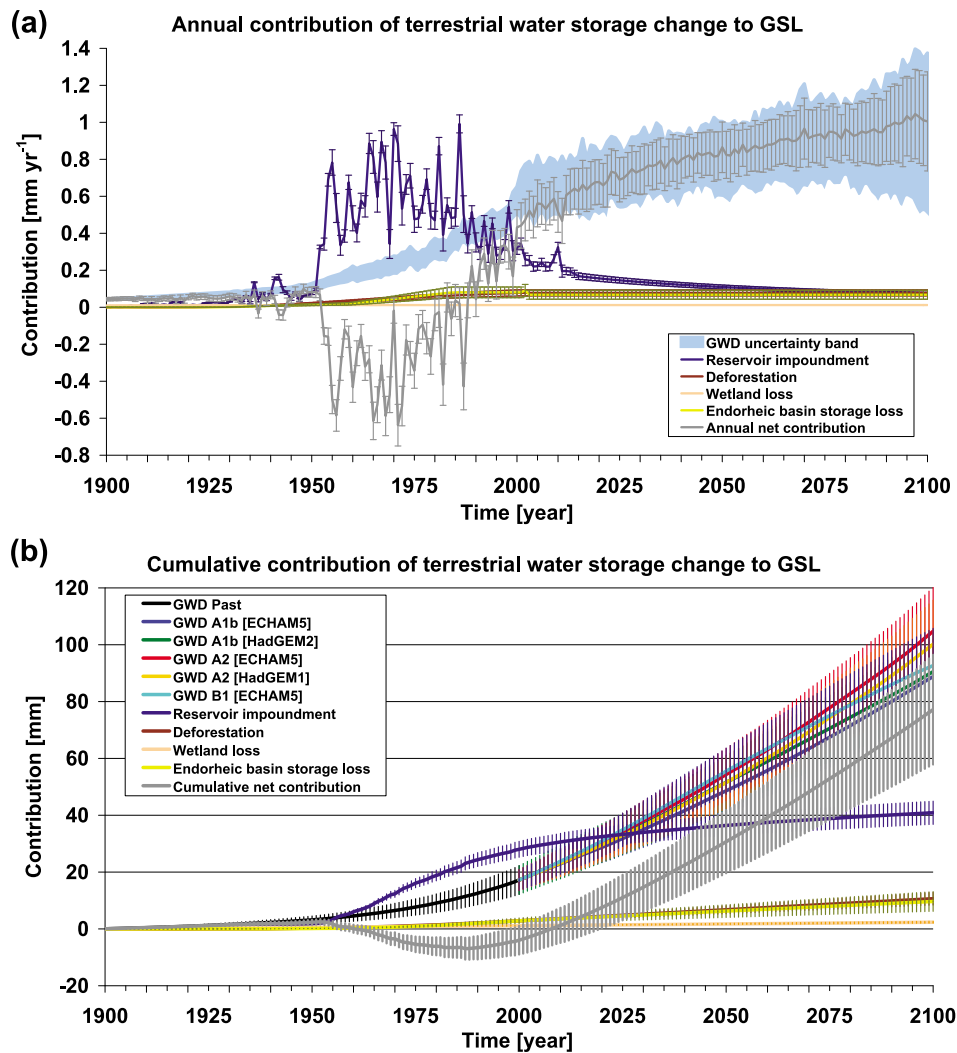 (a)
Annual contribution of terrestrial water storage change to GSL
Contribution [mm yr-1]
1.4
1.2
1
0.8
0.6
0.4
0.2
0
-0.2
-0.4
-0.6
-0.8
GWD uncertainty band
Reservoir impoundment
Deforestation
Wetland loss
Endorheic basin storage loss
Annual net contribution
1900 1925 1950 1975 2000 2025 2050 2075 2100
Time [year]
(b)
Cumulative contribution of terrestrial water storage change to GSL
Contribution [mm]
120
100
80
60
40
20
0
-20
GWD Past
GWD A1b [ECHAM5]
GWD A1b [HadGEM2]
GWD A2 [ECHAM5]
GWD A2 [HadGEM1]
GWD B1 [ECHAM5]
Reservoir impoundment
Deforestation
Wetland loss
Endorheic basin storage loss
Cumulative net contribution
1900 1925 1950 1975 2000 2025 2050 2075 2100
Time [year]